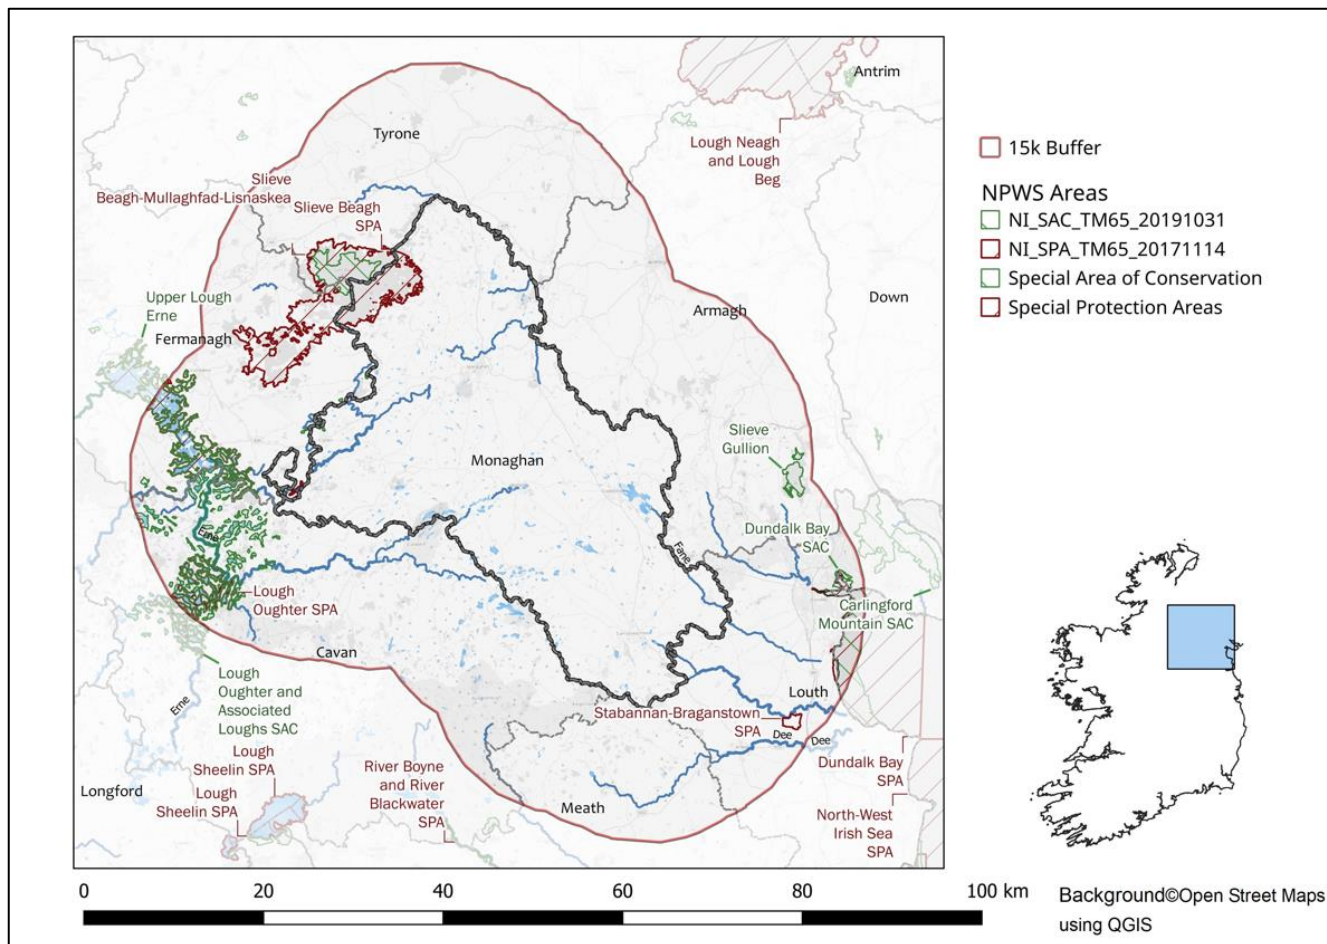 Antrim
Tyrone
Lough Neagh
and Lough
Beg
Slieve
Beagh-Mullaghfad-Lisnaskea
Slieve Beagh
SPA
Upper Lough
Erne
Fermanagh
Down
Armagh
Monaghan
Slieve
Gullion
Dundalk Bay
SAC
Erne
Fane
Carlingford
Mountain SAC
Lough
Oughter SPA
Cavan
Lough
Oughter and
Associated
Loughs SAC
Erne
Louth
Stabannan-Braganstown
SPA
Dee
Dee
Lough
Sheelin SPA
Lough
Sheelin SPA
Longford
River Boyne
and River
Blackwater
SPA
Meath
Dundalk Bay
SPA
North-West
Irish Sea
SPA
15k Buffer
NPWS Areas
NI_SAC_TM65_20191031
NI_SPA_TM65_20171114
Special Area of Conservation
Special Protection Areas
0 20 40 60 80 100 km
Background©Open Street Maps
using QGIS